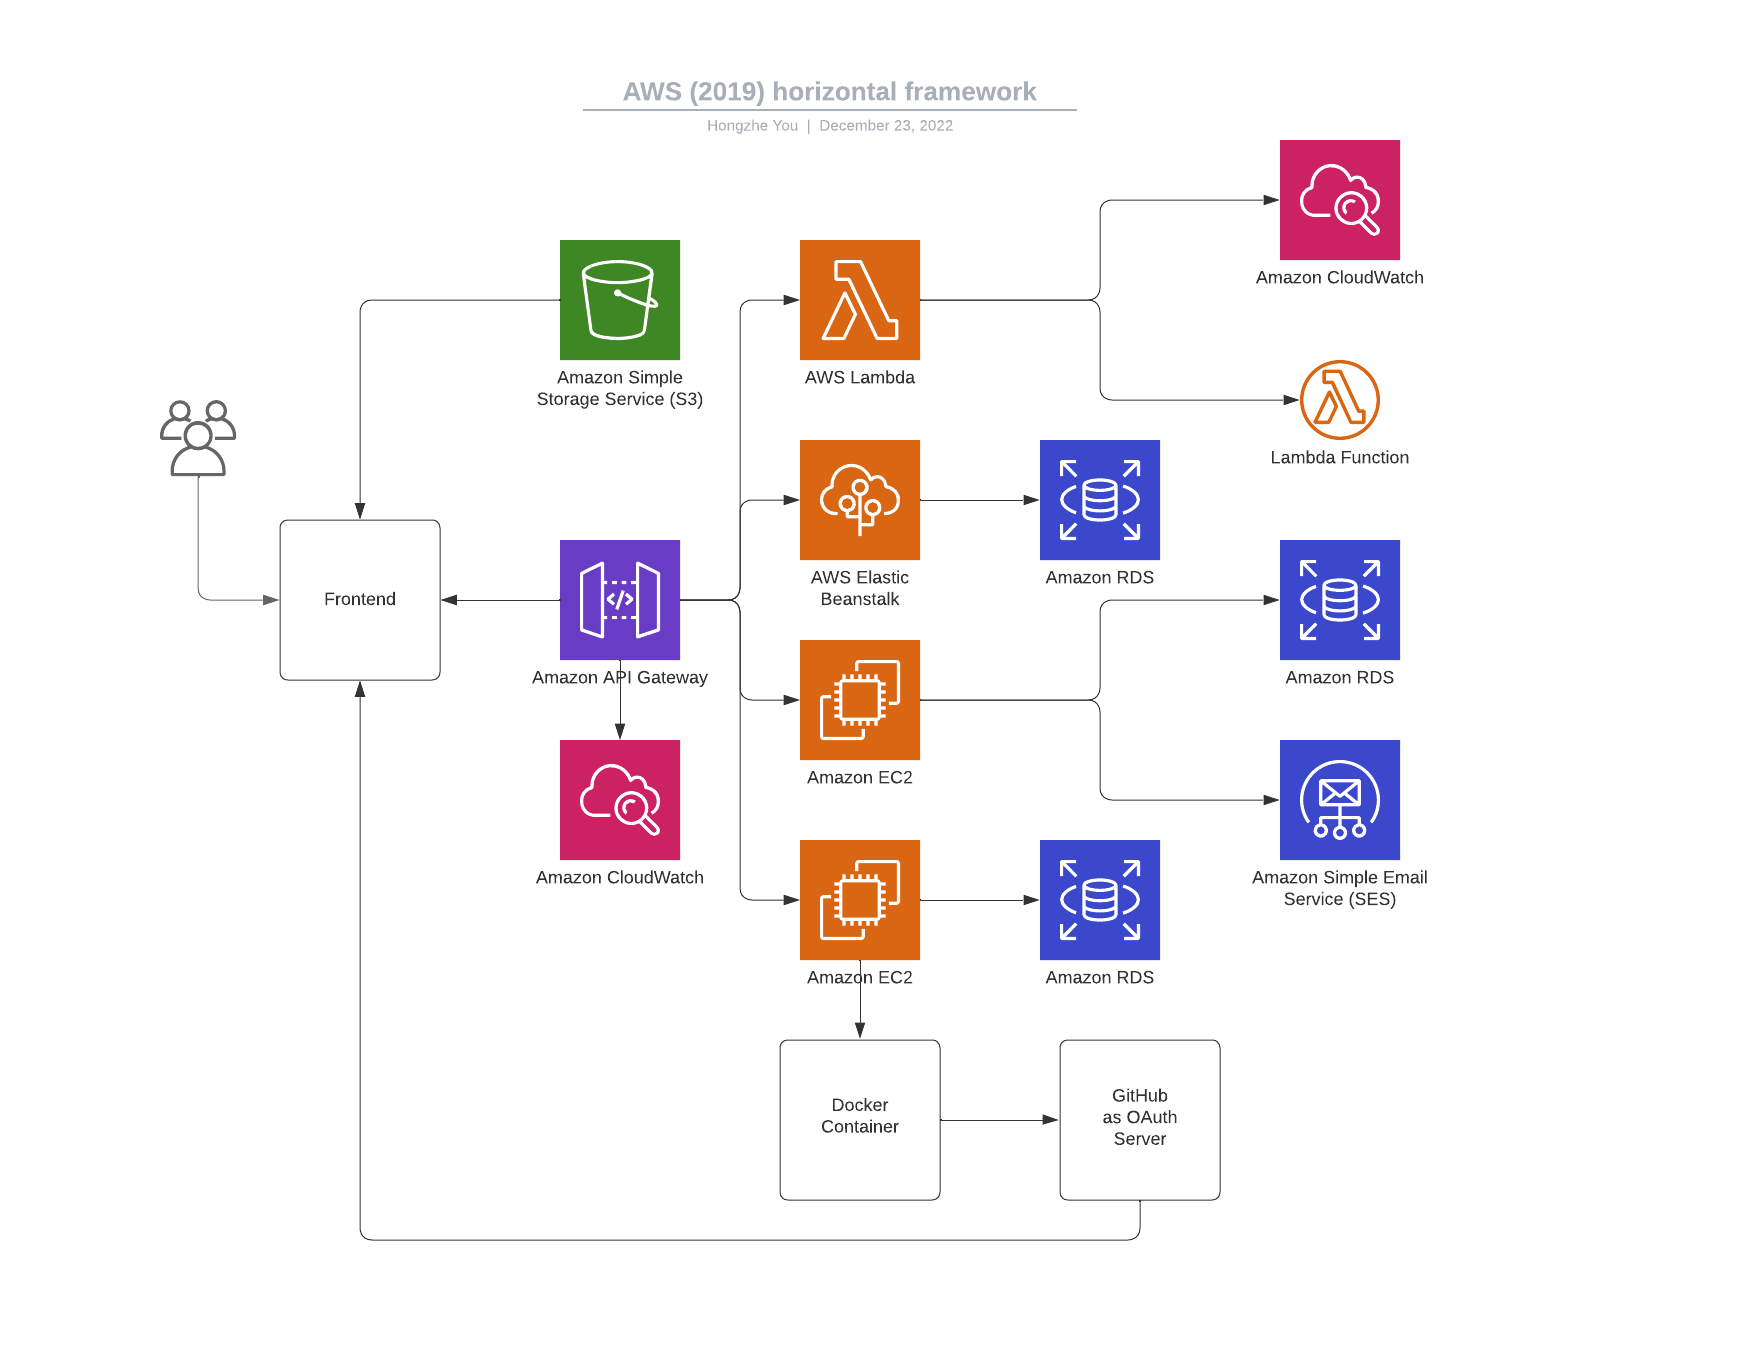 AWS (2019) horizontal framework
Hongzhe You | December 23, 2022
Amazon CloudWatch
Amazon Simple
Storage Service (S3)
AWS Lambda
Lambda Function
Frontend
Amazon API Gateway
AWS Elastic
Beanstalk
Amazon RDS
Amazon RDS
Amazon EC2
Amazon CloudWatch
Amazon Simple Email
Service (SES)
Amazon EC2
Amazon RDS
Docker
Container
GitHub
as OAuth
Server